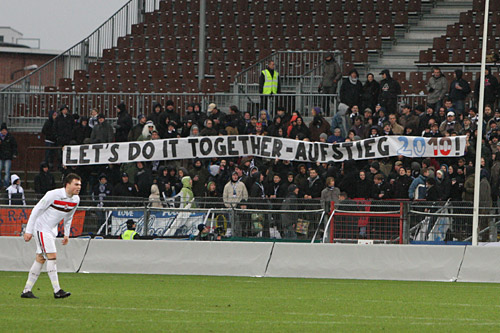 LET'S DO IT TOGETHER-AUFSTIEG 2010!